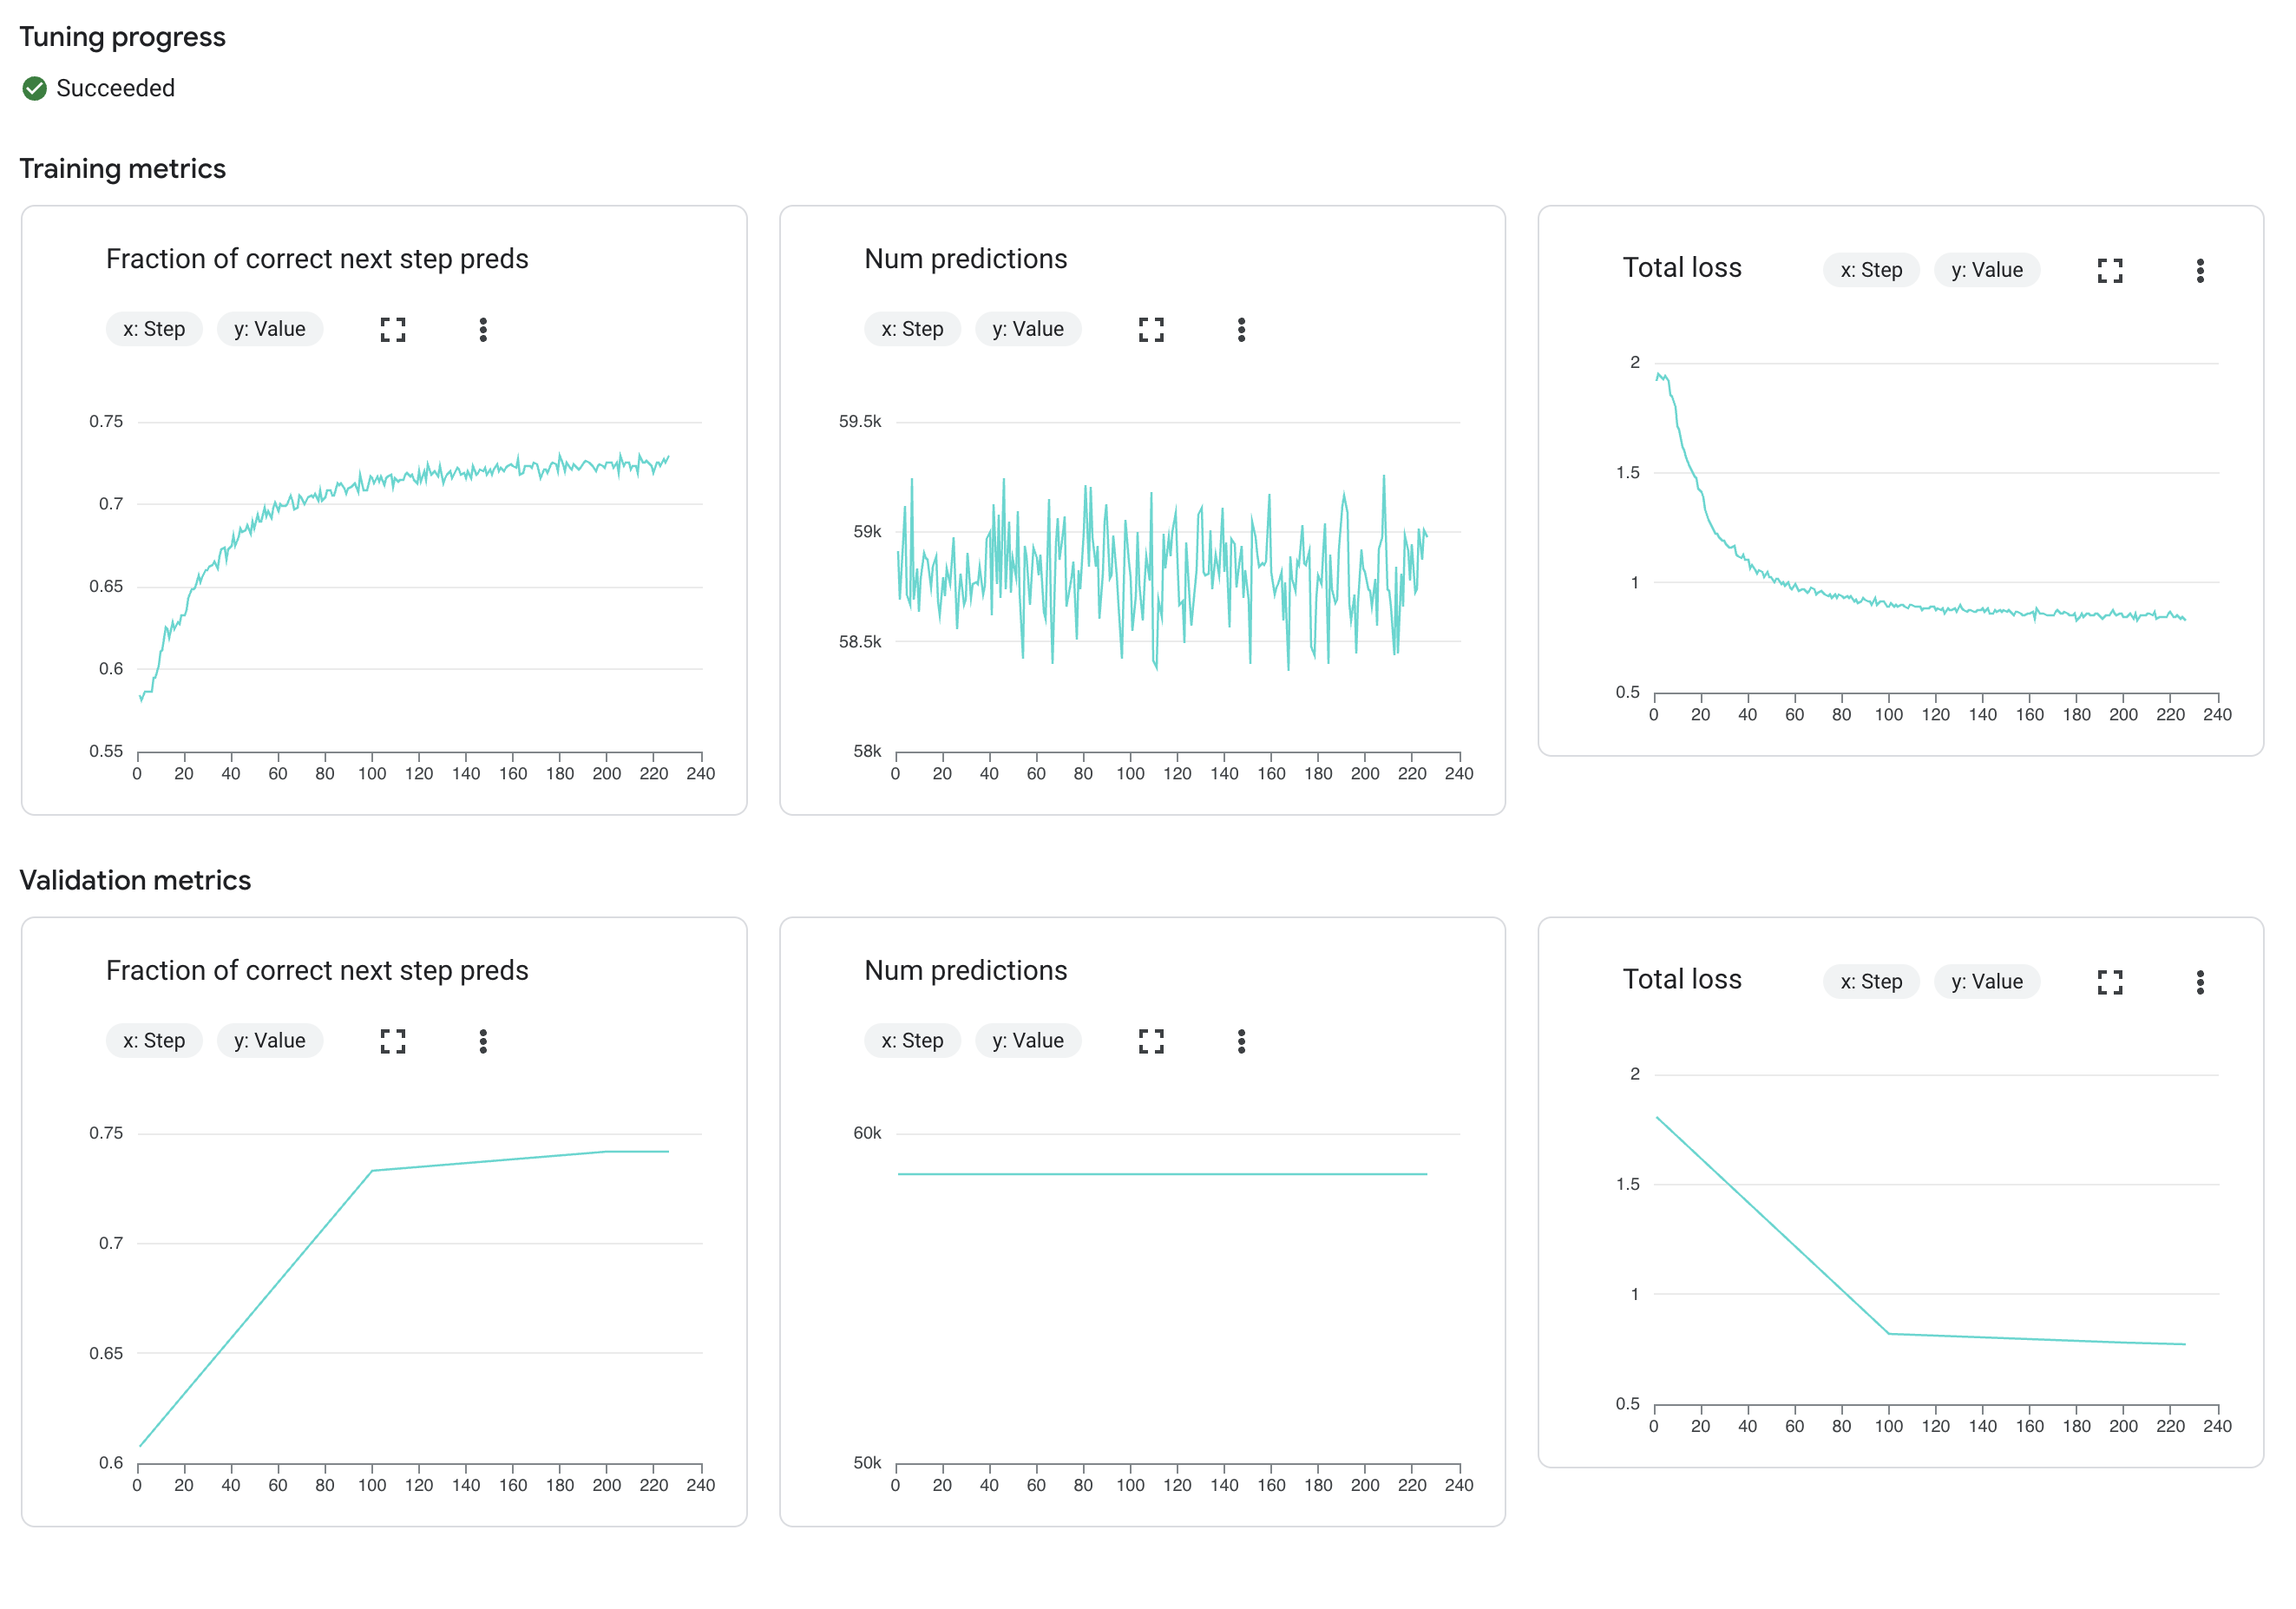 Tuning progress
Succeeded
Training metrics
Fraction of correct next step preds
x: Step y: Value
0.75
0.7
0.65
0.6
0.55
0 20 40 60 80 100 120 140 160 180 200 220 240
Num predictions
x: Step y: Value
59.5k
59k
58.5k
58k
0 20 40 60 80 100 120 140 160 180 200 220 240
Total loss x: Step y: Value
2
1.5
1
0.5
0 20 40 60 80 100 120 140 160 180 200 220 240
Validation metrics
Fraction of correct next step preds
x: Step y: Value
0.75
0.7
0.65
0.6
0 20 40 60 80 100 120 140 160 180 200 220 240
Num predictions
x: Step y: Value
60k
50k
0 20 40 60 80 100 120 140 160 180 200 220 240
Total loss x: Step y: Value
2
1.5
1
0.5
0 20 40 60 80 100 120 140 160 180 200 220 240